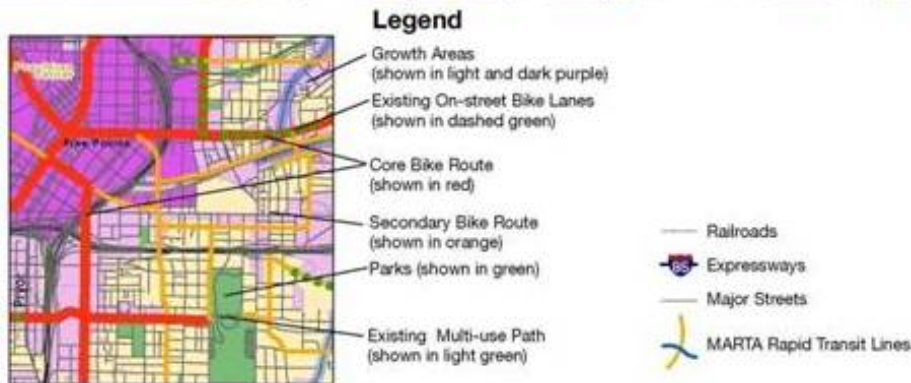 Legend
Growth Areas
(shown in light and dark purple)
Existing On-street Bike Lanes
(shown in dashed green)
Core Bike Route
(shown in red)
Secondary Bike Route
(shown in orange)
Parks (shown in green)
Existing Multi-use Path
(shown in light green)
Railroads
85 Expressways
Major Streets
MARTA Rapid Transit Lines
Five Points
Pryor